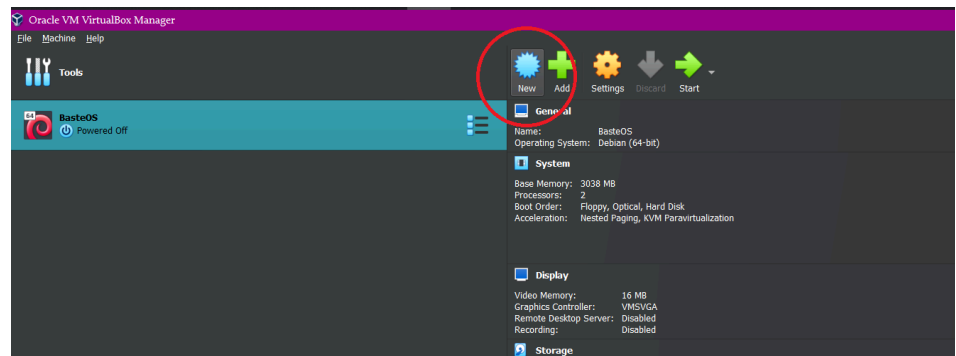 Oracle VM VirtualBox Manager
File Machine Help
Tools
New Add Settings Discard Start
64
BasteOS
Powered Off
General
Name: BasteOS
Operating System: Debian (64-bit)
System
Base Memory: 3038 MB
Processors: 2
Boot Order: Floppy, Optical, Hard Disk
Acceleration: Nested Paging, KVM Paravirtualization
Display
Video Memory: 16 MB
Graphics Controller: VMSVGA
Remote Desktop Server: Disabled
Recording: Disabled
Storage